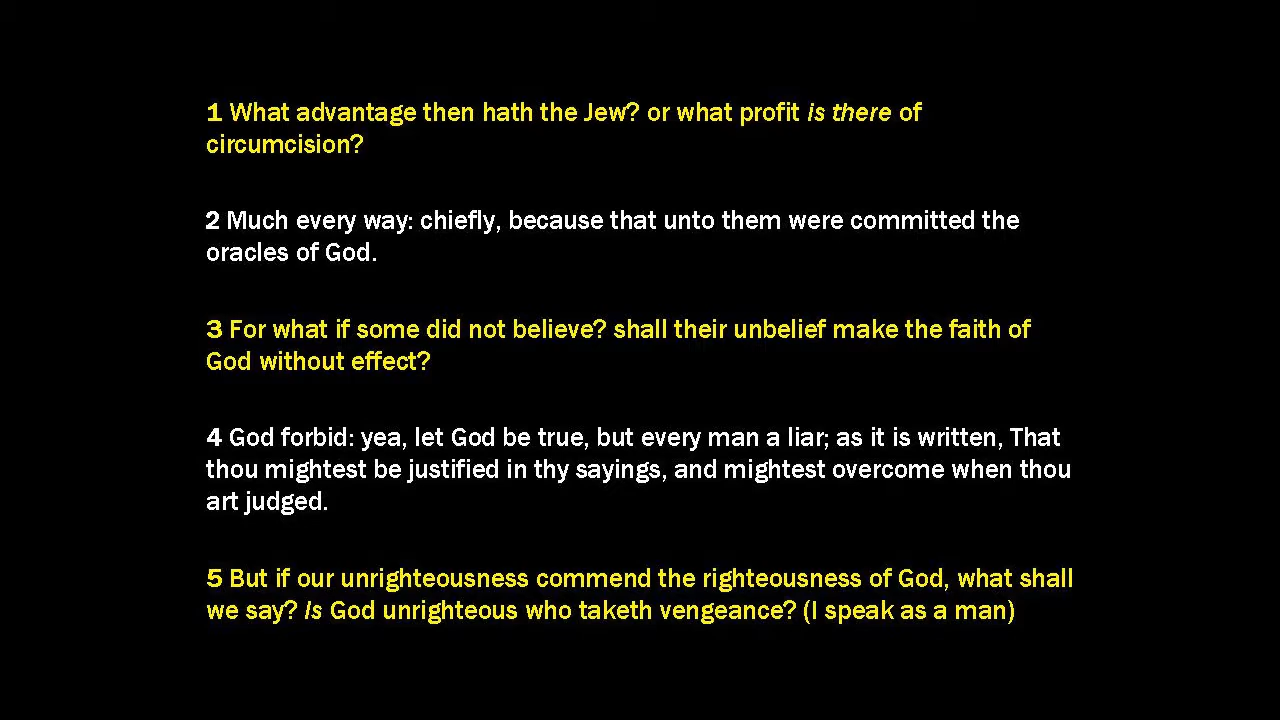 1 What advantage then hath the Jew? or what profit is there of
circumcision?
2 Much every way: chiefly, because that unto them were committed the
oracles of God.
3 For what if some did not believe? shall their unbelief make the faith of
God without effect?
4 God forbid: yea, let God be true, but every man a liar; as it is written, That
thou mightest be justified in thy sayings, and mightest overcome when thou
art judged.
5 But if our unrighteousness commend the righteousness of God, what shall
we say? Is God unrighteous who taketh vengeance? (I speak as a man)